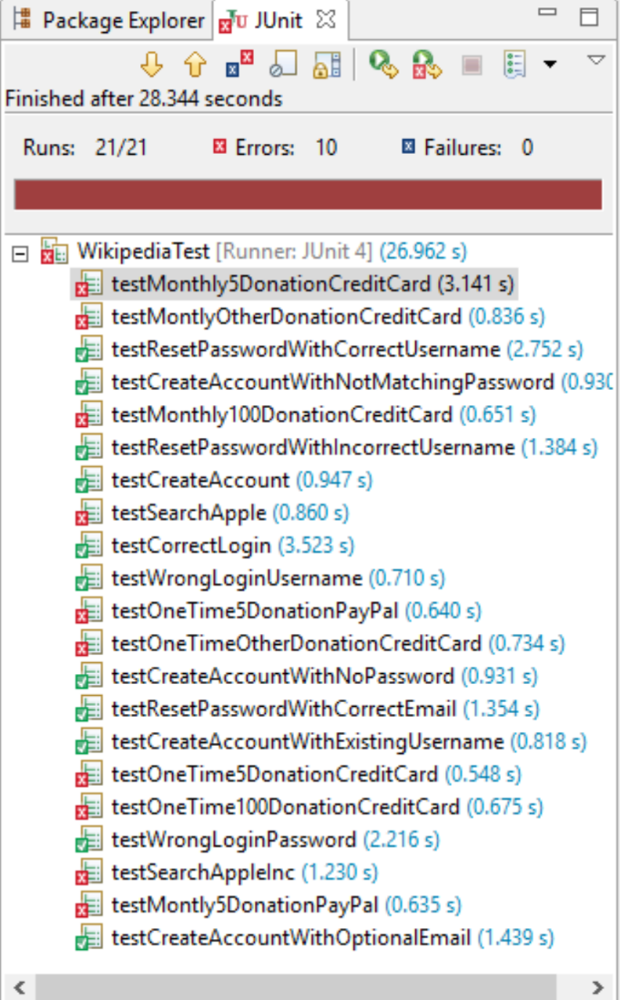 Package Explorer JUnit
Finished after 28.344 seconds
Runs: 21/21 Errors: 10 Failures: 0
WikipediaTest [Runner: JUnit 4] (26.962 s)
testMonthly5DonationCreditCard (3.141 s)
testMontlyOtherDonationCreditCard (0.836 s)
testResetPasswordWithCorrectUsername (2.752 s)
testCreateAccountWithNotMatchingPassword (0.930
testMonthly100DonationCreditCard (0.651 s)
testResetPasswordWithIncorrectUsername (1.384 s)
testCreateAccount (0.947 s)
testSearchApple (0.860 s)
testCorrectLogin (3.523 s)
testWrongLoginUsername (0.710 s)
testOneTime5DonationPayPal (0.640 s)
testOneTimeOtherDonationCreditCard (0.734 s)
testCreateAccountWithNoPassword (0.931 s)
testResetPasswordWithCorrectEmail (1.354 s)
testCreateAccountWithExistingUsername (0.818 s)
testOneTime5DonationCreditCard (0.548 s)
testOneTime100DonationCreditCard (0.675 s)
testWrongLoginPassword (2.216 s)
testSearchAppleInc (1.230 s)
testMontly5DonationPayPal (0.635 s)
testCreateAccountWithOptionalEmail (1.439 s)